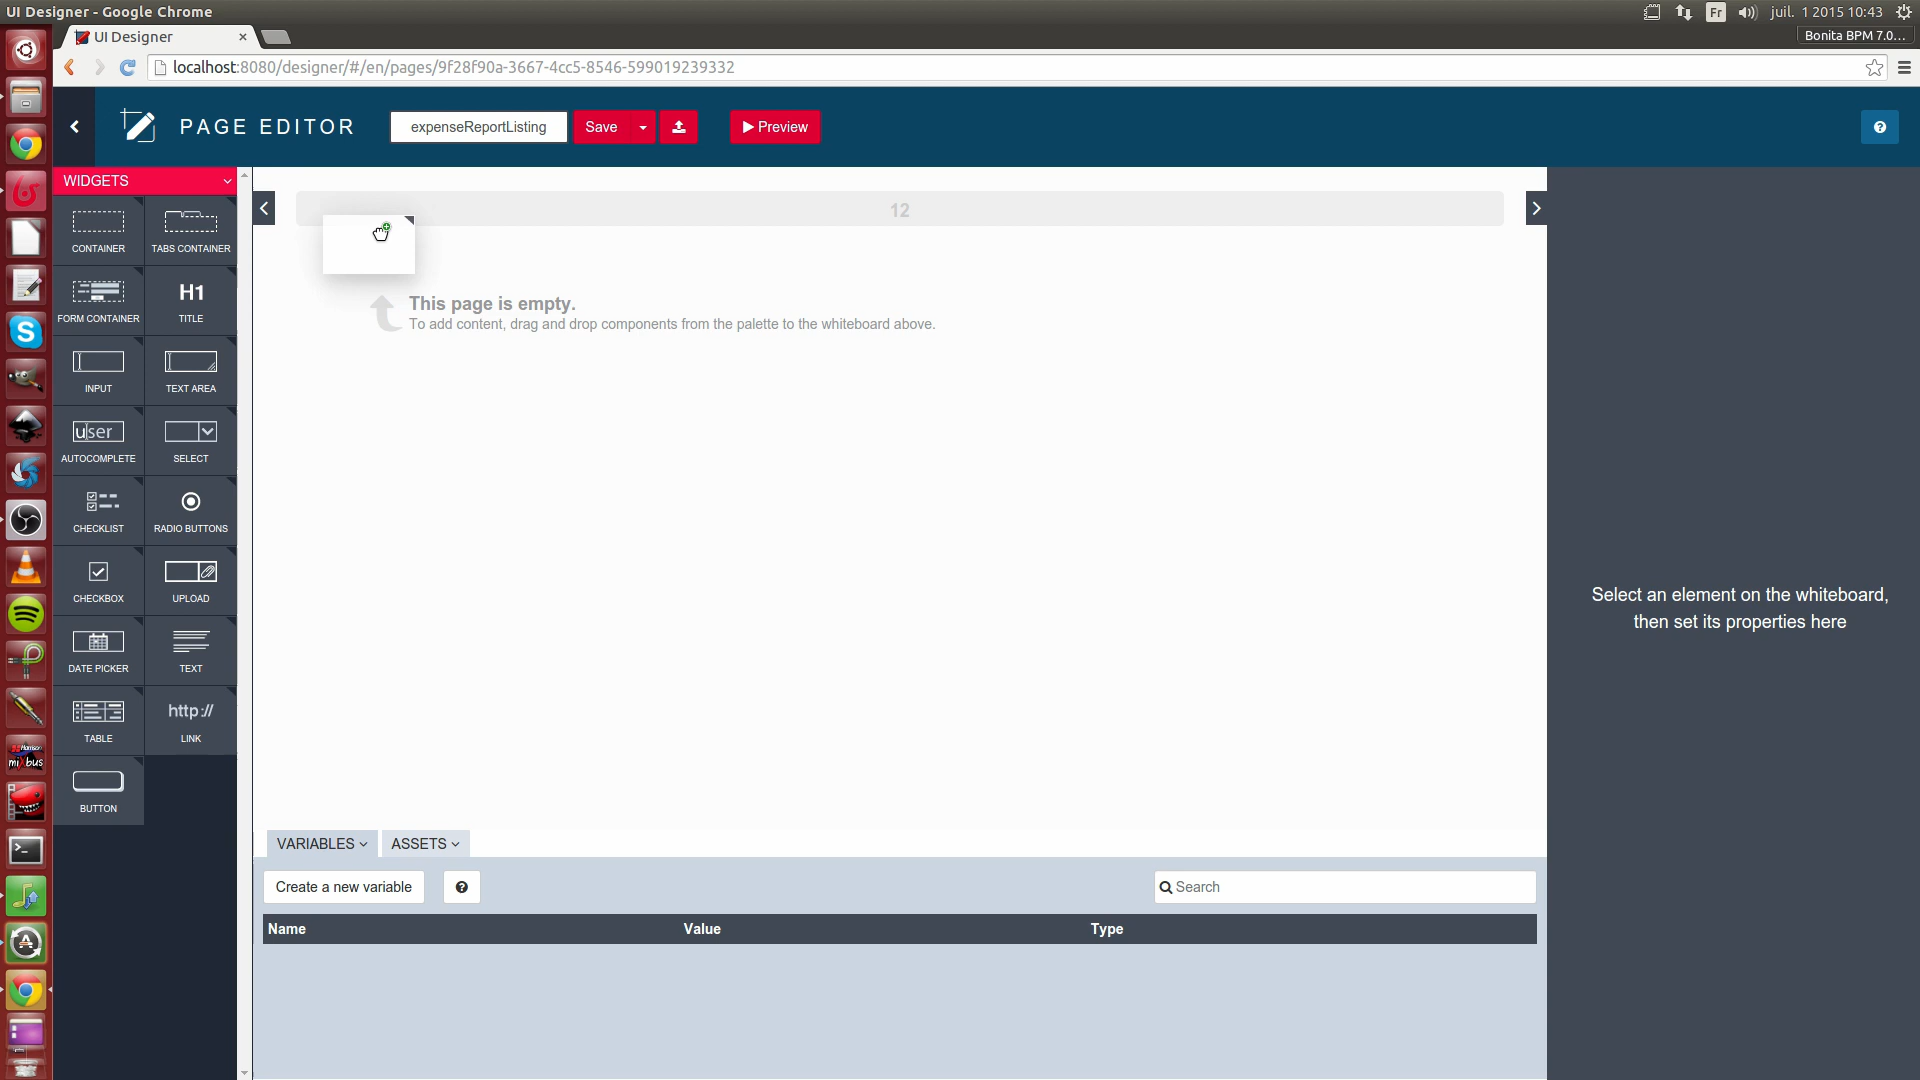 UI Designer - Google Chrome
Fr
juil. 1 2015 10:43
UI Designer
Bonita BPM 7.0...
localhost:8080/designer/#/en/pages/9f28f90a-3667-4cc5-8546-599019239332
PAGE EDITOR
expenseReportListing
Save
Preview
?
WIDGETS
12
CONTAINER
TABS CONTAINER
This page is empty.
To add content, drag and drop components from the palette to the whiteboard above.
H1
FORM CONTAINER
TITLE
INPUT
TEXT AREA
user
AUTOCOMPLETE
SELECT
CHECKLIST
RADIO BUTTONS
CHECKBOX
UPLOAD
Select an element on the whiteboard,
then set its properties here
DATE PICKER
TEXT
http://
TABLE
LINK
BUTTON
Harrison
mixbus
VARIABLES
ASSETS
Create a new variable
?
Search
Name
Value
Type